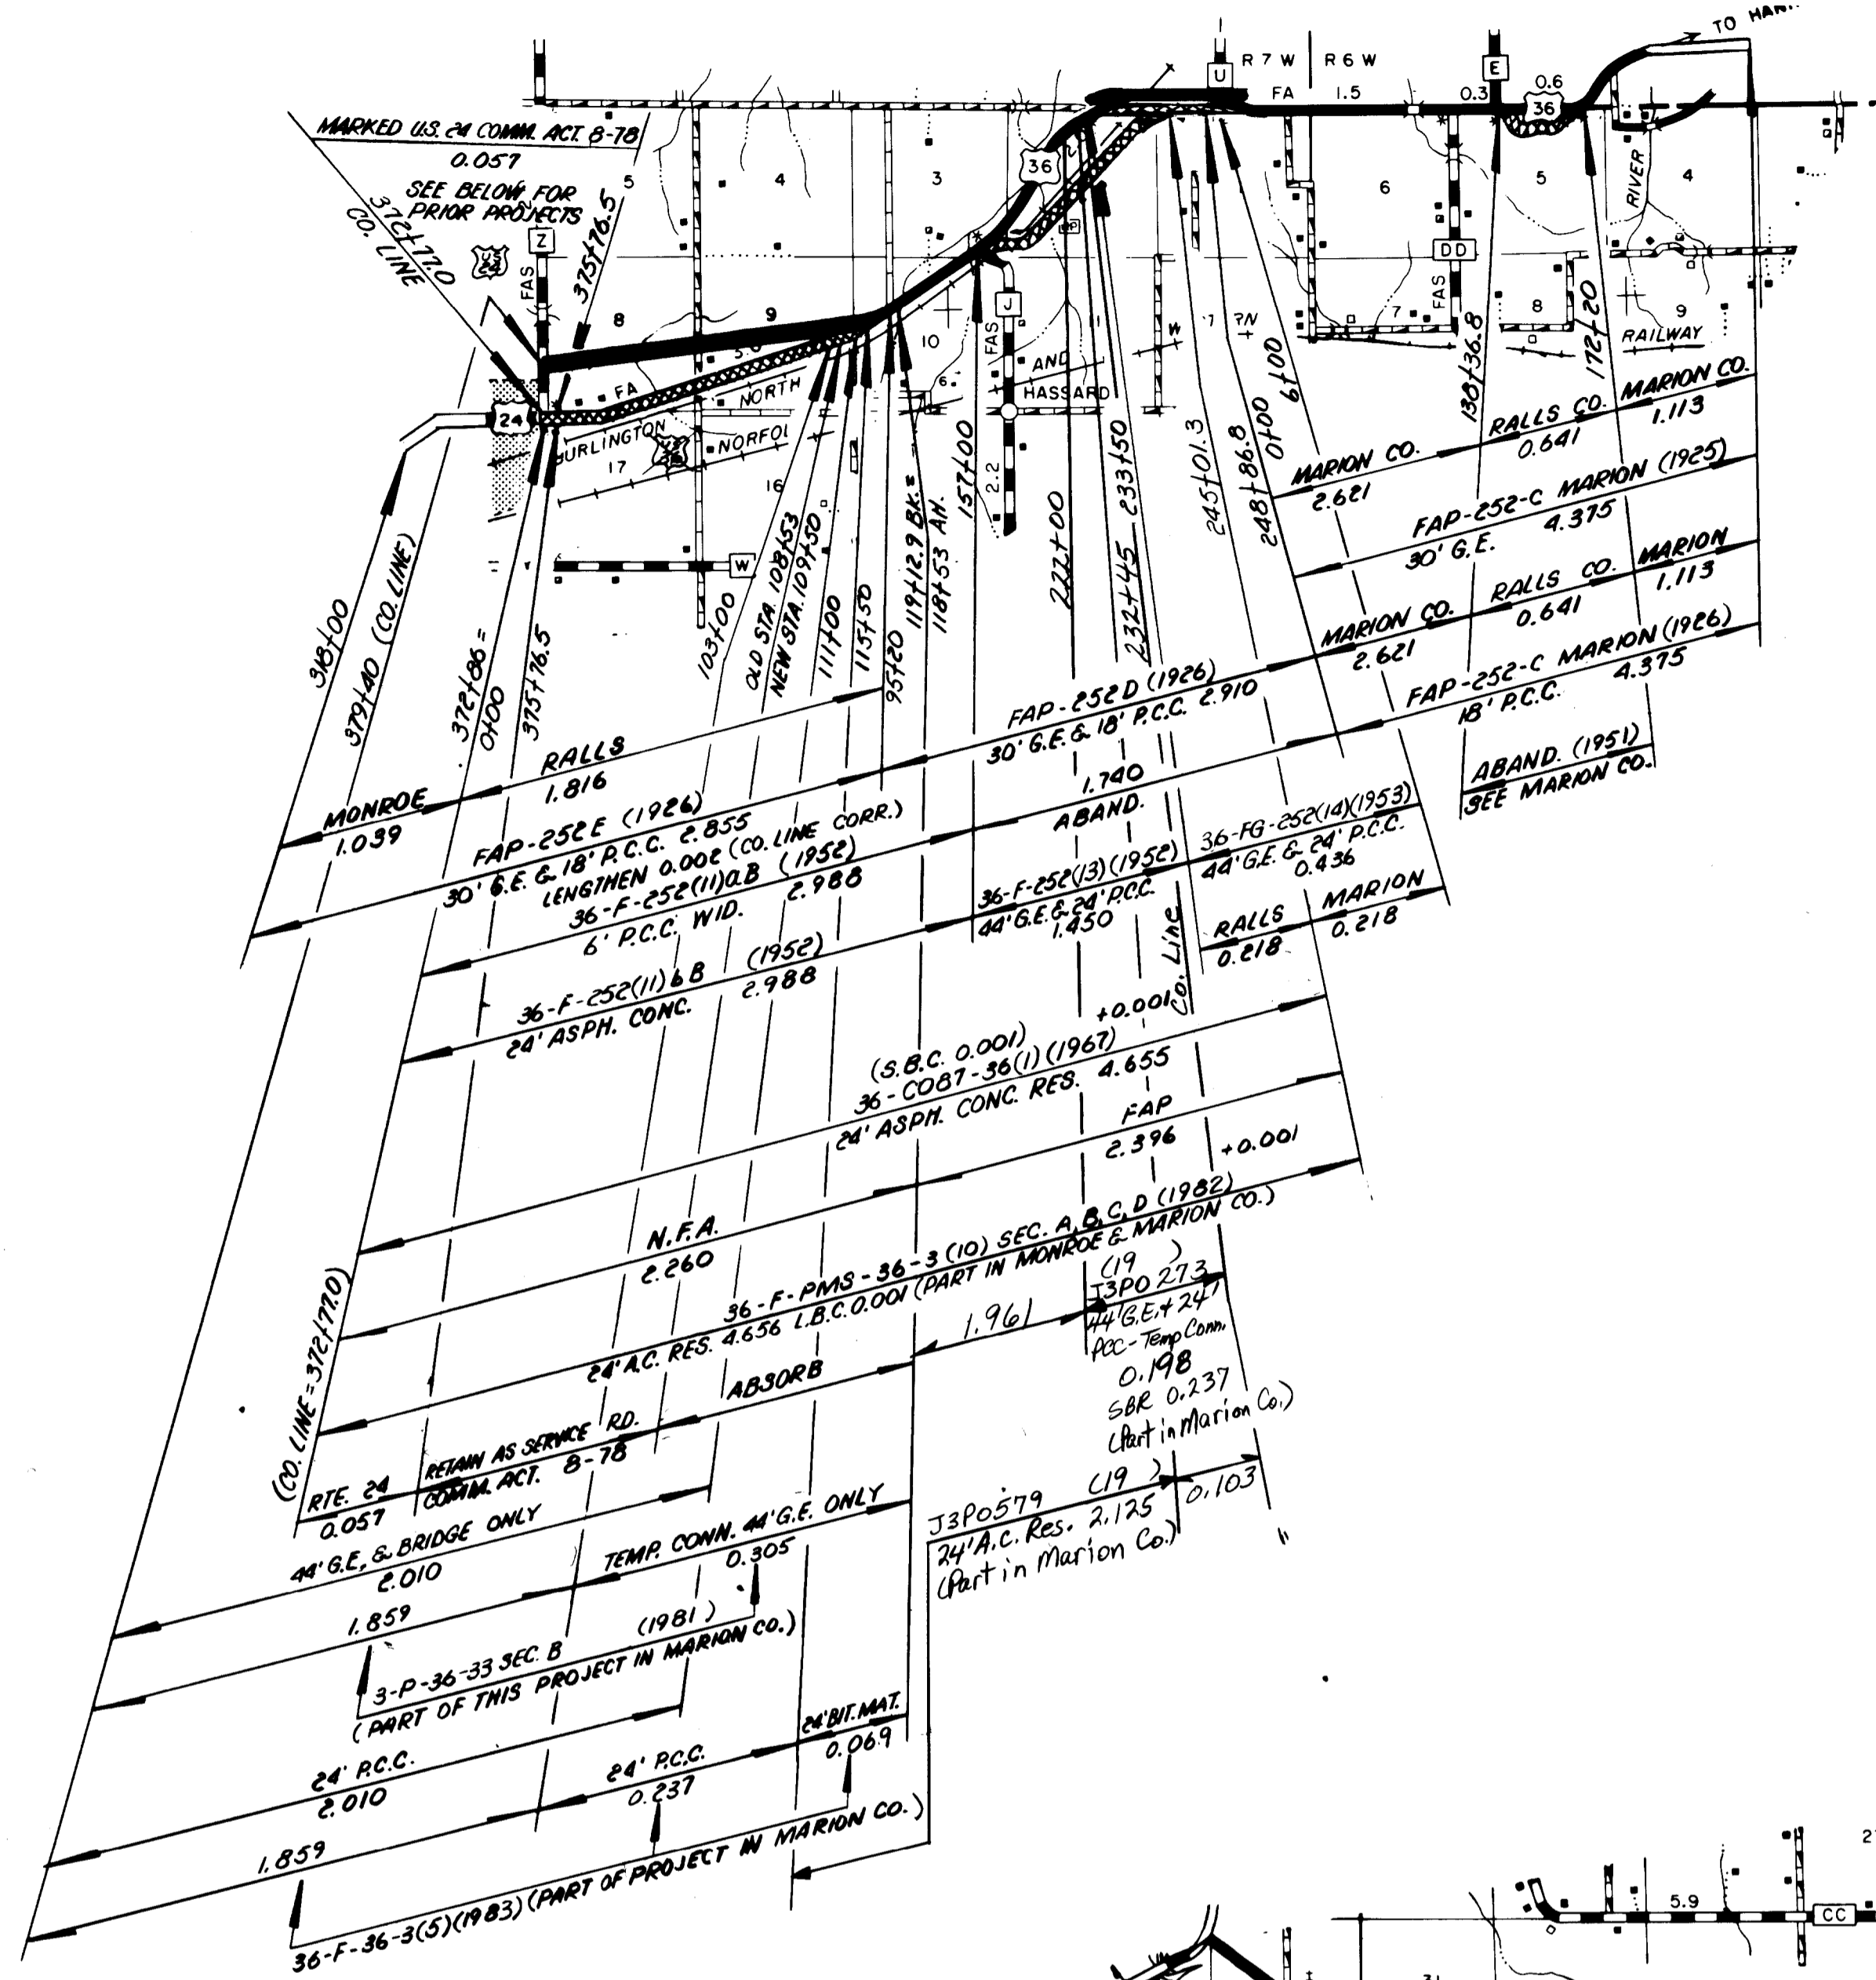 TO
R 7 W R 6 W
U
E
FA 1.5 0.3 0.6
36
MARKED U.S. 24 COMM. ACT. 8-78
0.057
SEE BELOW FOR
PRIOR PROJECTS
372+77.0
CO. LINE
375+76.5
5 4 3
36
6 5 4
RIVER
Z
FAS
DD
FAS
8 9 10
J
FAS
AND
HASSARD
W
7 8 9
RAILWAY
24
FA
NORTH
BURLINGTON
NORFOL
17
16
6
2.2
W
318+00
379+40 (CO. LINE)
372+86 =
0+00
375+76.5
103+00
OLD STA. 108+53
NEW STA. 109+50
111+00
115+50
95+20
119+12.9 BK. =
118+53 AH.
157+00
222+00
232+45
233+50
245+01.3
248+86.8
0+00
6+00
138+36.8
172+20
MARION CO.
2.621
RALLS CO.
0.641
MARION CO.
1.113
FAP-252-C MARION (1925)
30' G.E. 4.375
MARION CO.
2.621
RALLS CO.
0.641
MARION
1.113
FAP-252-C MARION (1926)
18' P.C.C. 4.375
ABAND. (1951)
SEE MARION CO.
MONROE
1.039
RALLS
1.816
FAP-252D (1926)
30' G.E. & 18' P.C.C. 2.910
FAP-252E (1926)
30' G.E. & 18' P.C.C. 2.855
LENGTHEN 0.002 (CO. LINE CORR.)
1.740
ABAND.
36-F-252(11)aB (1952)
6' P.C.C. WID. 2.988
36-F-252(13)(1952)
44' G.E. & 24' P.C.C.
1.450
36-FG-252(14)(1953)
44' G.E. & 24' P.C.C.
0.436
RALLS
0.218
MARION
0.218
Co. Line
36-F-252(11)bB (1952)
24' ASPH. CONC. 2.988
+0.001
(S.B.C. 0.001)
36-C087-36(1)(1967)
24' ASPH. CONC. RES. 4.655
N.F.A.
2.260
FAP
2.396
+0.001
36-F-PMS-36-3(10) SEC. A,B,C,D (1982)
24' A.C. RES. 4.656 L.B.C. 0.001 (PART IN MONROE & MARION CO.)
(CO. LINE = 372+77.0)
RTE. 24
0.057
RETAIN AS SERVICE RD.
COMM. ACT. 8-78
ABSORB
1.961
(19 )
J3P0273
44' G.E. + 24'
PCC-Temp Conn.
0.198
SBR 0.237
(Part in Marion Co.)
44' G.E. & BRIDGE ONLY
2.010
J3P0579 (19 )
24' A.C. Res. 2.125
(Part in Marion Co.)
0.103
"
1.859
TEMP. CONN. 44' G.E. ONLY
0.305
3-P-36-33 SEC. B (1981)
(PART OF THIS PROJECT IN MARION CO.)
24' P.C.C.
2.010
1.859
24' P.C.C.
0.237
24' BIT. MAT.
0.069
36-F-36-3(5)(1983)(PART OF PROJECT IN MARION CO.)
5.9
CC